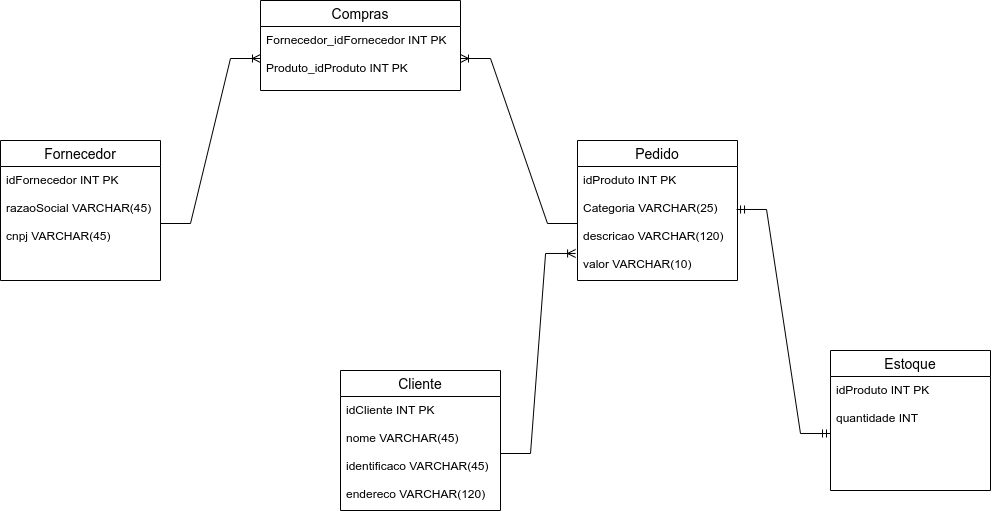 Compras
Fornecedor_idFornecedor INT PK
Produto_idProduto INT PK
Fornecedor
idFornecedor INT PK
razaoSocial VARCHAR(45)
cnpj VARCHAR(45)
Pedido
idProduto INT PK
Categoria VARCHAR(25)
descricao VARCHAR(120)
valor VARCHAR(10)
Cliente
idCliente INT PK
nome VARCHAR(45)
identificaco VARCHAR(45)
endereco VARCHAR(120)
Estoque
idProduto INT PK
quantidade INT